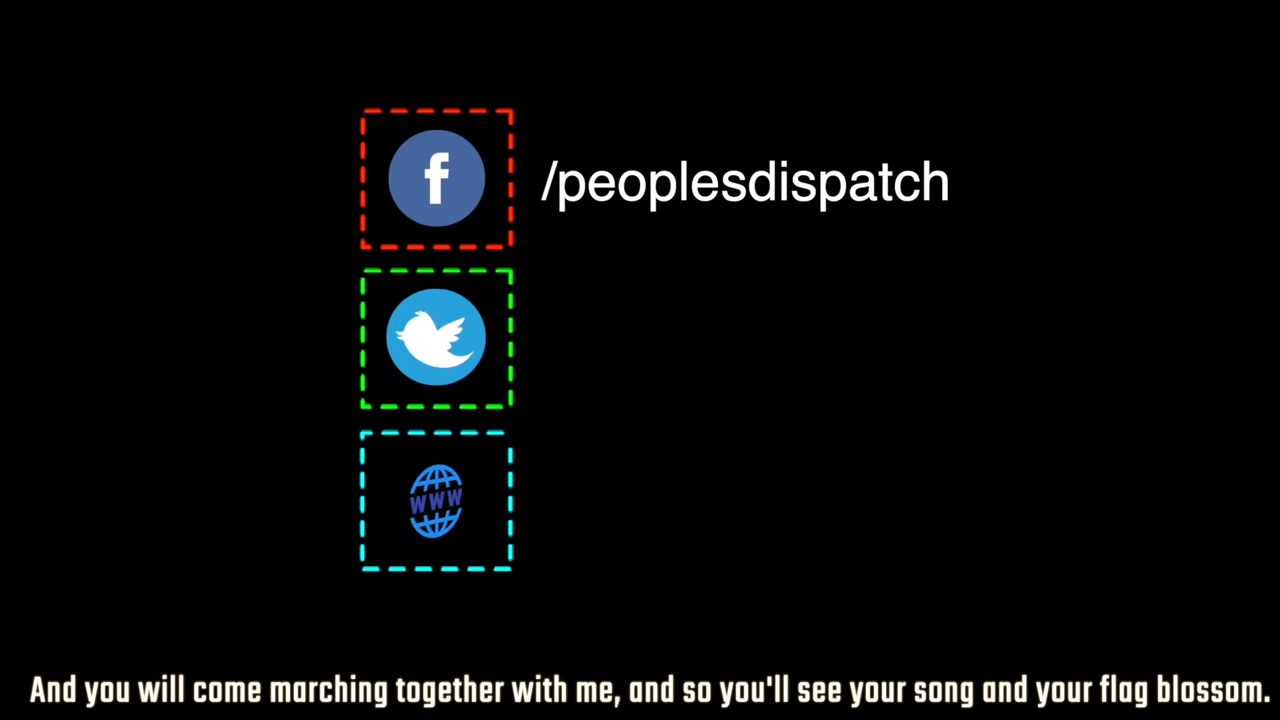 f
/peoplesdispatch
WWW
And you will come marching together with me, and so you'll see your song and your flag blossom.